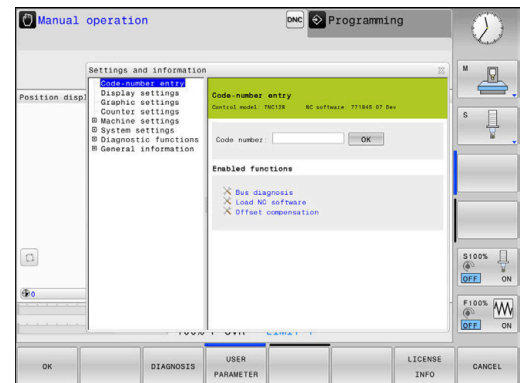 Manual operation
DNC
Programming
Settings and information
Position disp
Code-number entry
Display settings
Graphic settings
Counter settings
Machine settings
System settings
Diagnostic functions
General information
Code-number entry
Control model: TNC128 NC software: 771845 07 Dev
Code number:
OK
Enabled functions
Bus diagnosis
Load NC software
Offset compensation
M
S
S100%
OFF ON
F100%
OFF ON
0
OK
DIAGNOSIS
USER
PARAMETER
LICENSE
INFO
CANCEL